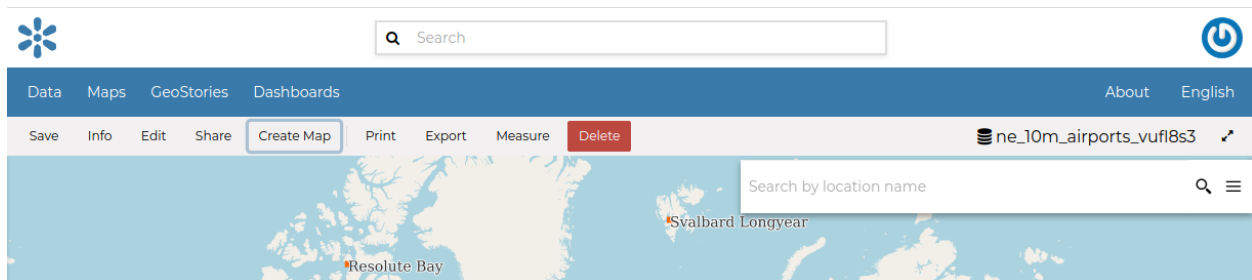 Search
Data Maps GeoStories Dashboards About English
Save Info Edit Share Create Map Print Export Measure Delete ne_10m_airports_vufl8s3
Search by location name
Svalbard Longyear
Resolute Bay